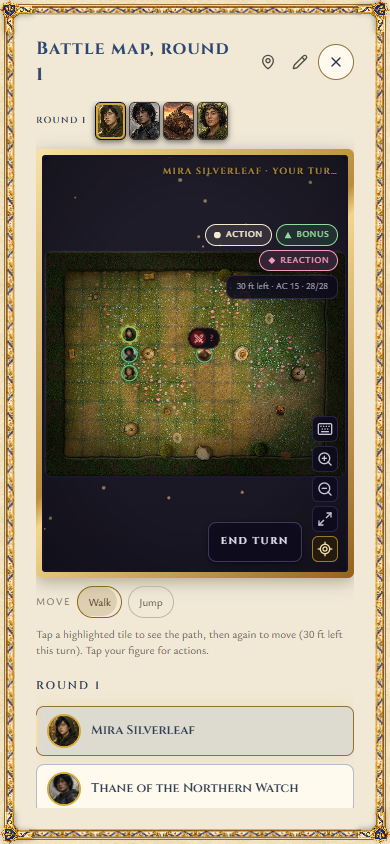 Battle map, round
1
ROUND 1
MIRA SILVERLEAF · YOUR TUR…
ACTION
BONUS
REACTION
30 ft left · AC 15 · 28/28
END TURN
MOVE
Walk
Jump
Tap a highlighted tile to see the path, then again to move (30 ft left
this turn). Tap your figure for actions.
ROUND 1
Mira Silverleaf
Thane of the Northern Watch